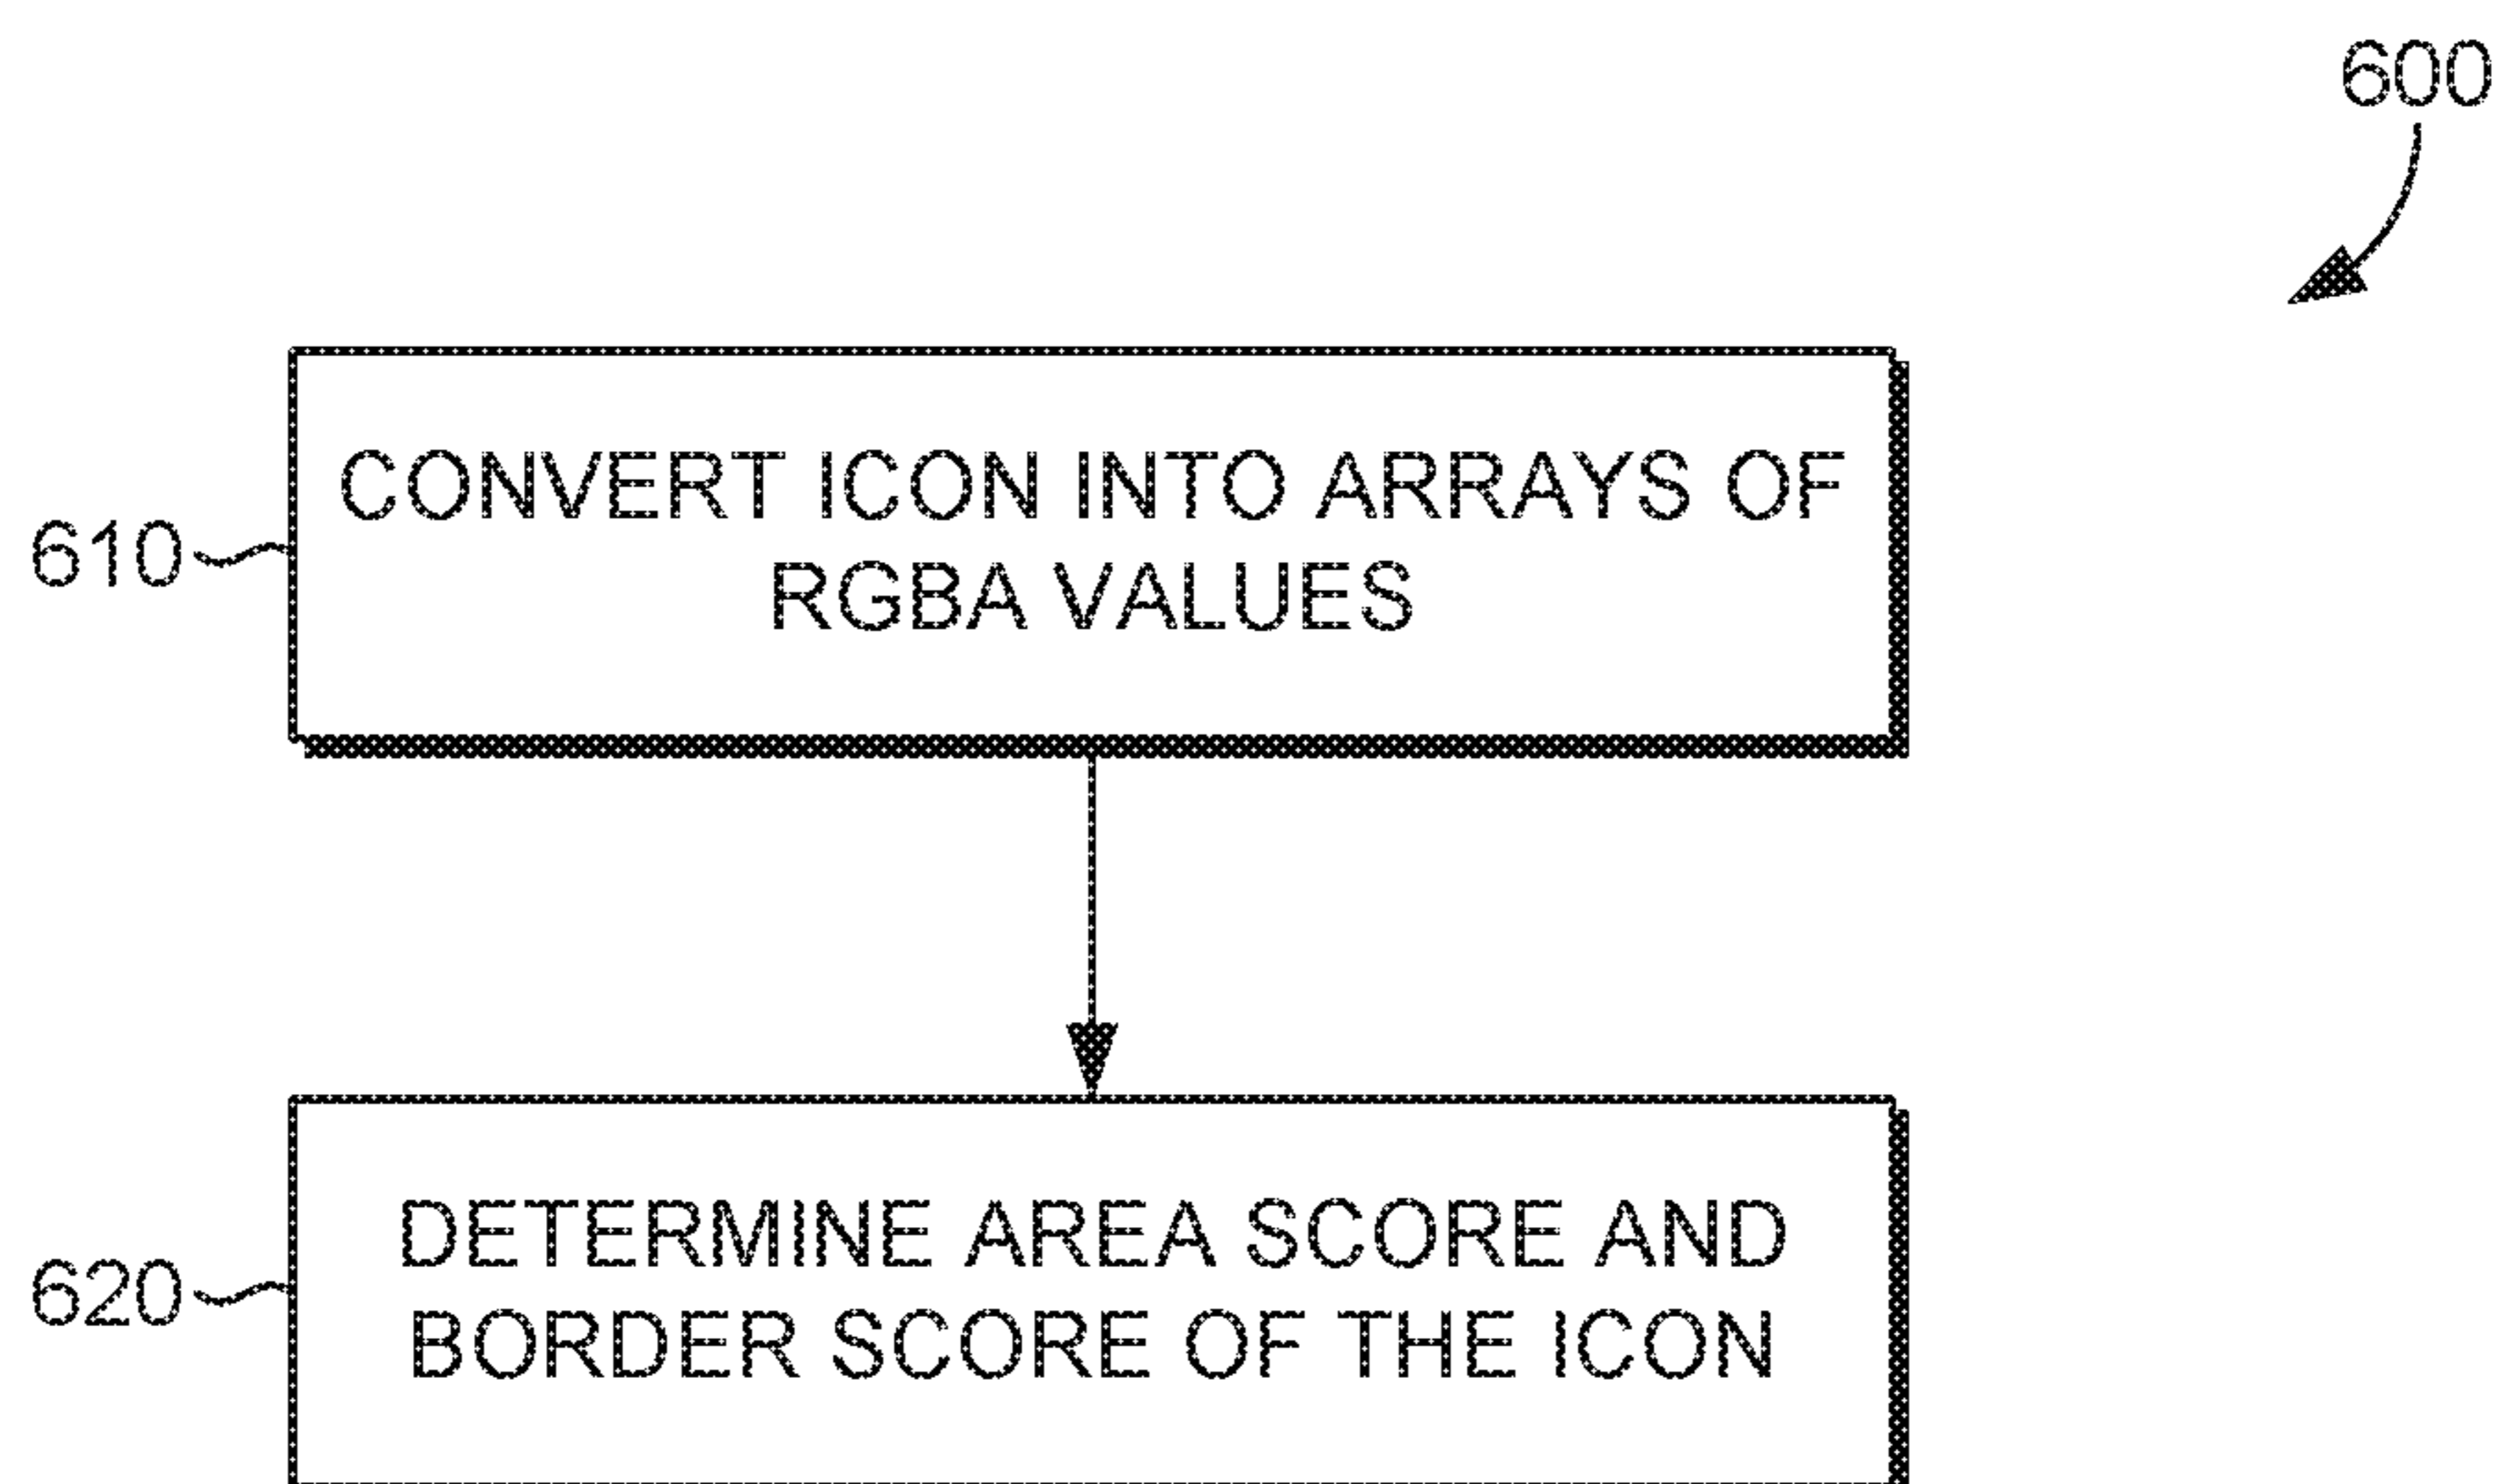 600
CONVERT ICON INTO ARRAYS OF
RGBA VALUES
610
DETERMINE AREA SCORE AND
BORDER SCORE OF THE ICON
620